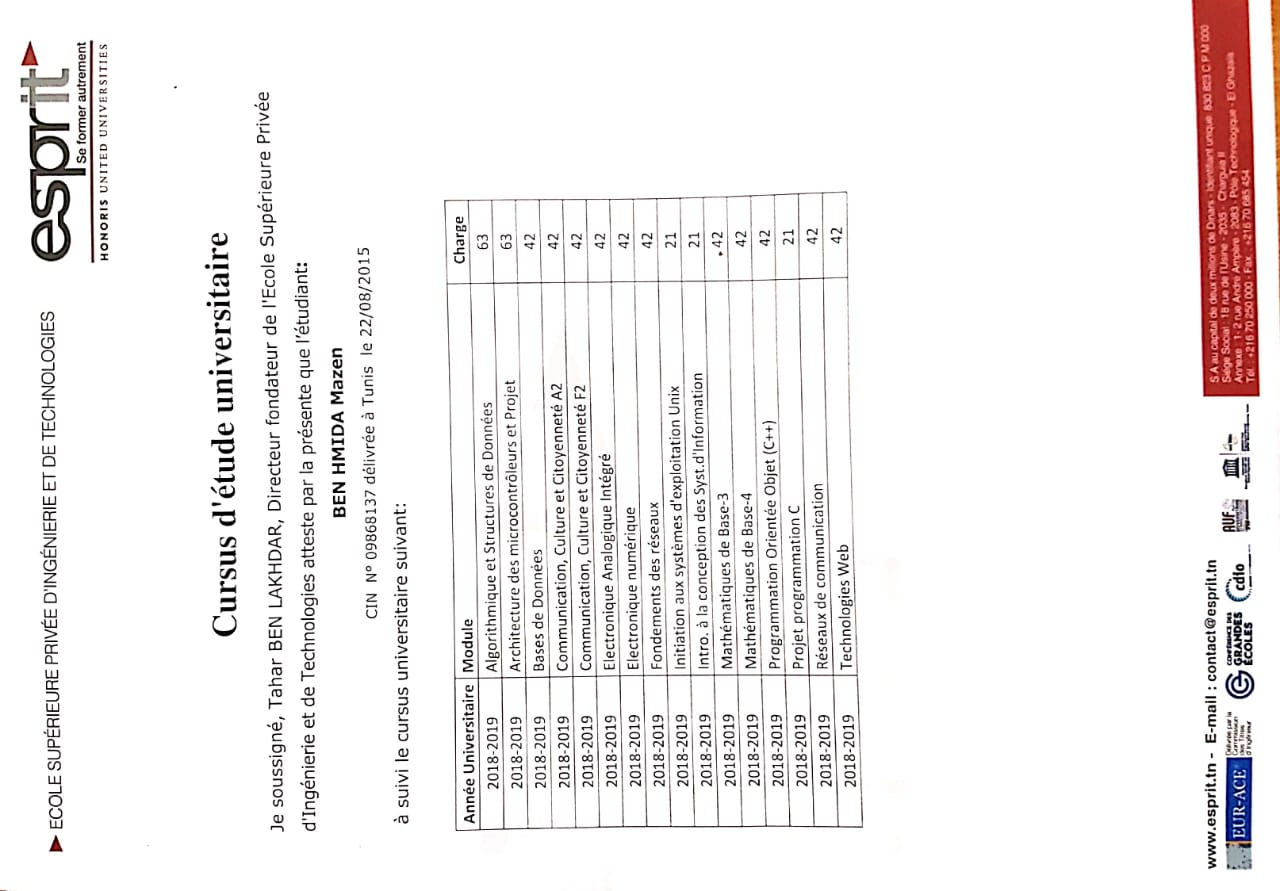 ECOLE SUPÉRIEURE PRIVÉE D'INGÉNIERIE ET DE TECHNOLOGIES
esprit
Se former autrement
HONORIS UNITED UNIVERSITIES
Cursus d'étude universitaire
Je soussigné, Tahar BEN LAKHDAR, Directeur fondateur de l'Ecole Supérieure Privée
d'Ingénierie et de Technologies atteste par la présente que l'étudiant:
BEN HMIDA Mazen
CIN N° 09868137 délivrée à Tunis le 22/08/2015
à suivi le cursus universitaire suivant:
Année Universitaire Module Charge
2018-2019 Algorithmique et Structures de Données 63
2018-2019 Architecture des microcontrôleurs et Projet 63
2018-2019 Bases de Données 42
2018-2019 Communication, Culture et Citoyenneté A2 42
2018-2019 Communication, Culture et Citoyenneté F2 42
2018-2019 Electronique Analogique Intégré 42
2018-2019 Electronique numérique 42
2018-2019 Fondements des réseaux 42
2018-2019 Initiation aux systèmes d'exploitation Unix 21
2018-2019 Intro. à la conception des Syst.d'Information 21
2018-2019 Mathématiques de Base-3 42
2018-2019 Mathématiques de Base-4 42
2018-2019 Programmation Orientée Objet (C++) 42
2018-2019 Projet programmation C 21
2018-2019 Réseaux de communication 42
2018-2019 Technologies Web 42
www.esprit.tn - E-mail : contact@esprit.tn
EUR-ACE
Délivrée par la
Commission
des Titres
d'Ingénieur
CONFÉRENCE DES
GRANDES
ÉCOLES
cdio
AUF
S.A au capital de deux millions de Dinars - Identifiant unique 830 823 C P M 000
Siège Social : 18 rue de l'Usine - 2035 - Charguia II
Annexe : 1- 2 rue André Ampère - 2083 - Pôle Technologique - El Ghazala
Tél. : +216 70 250 000 - Fax. : +216 70 685 454